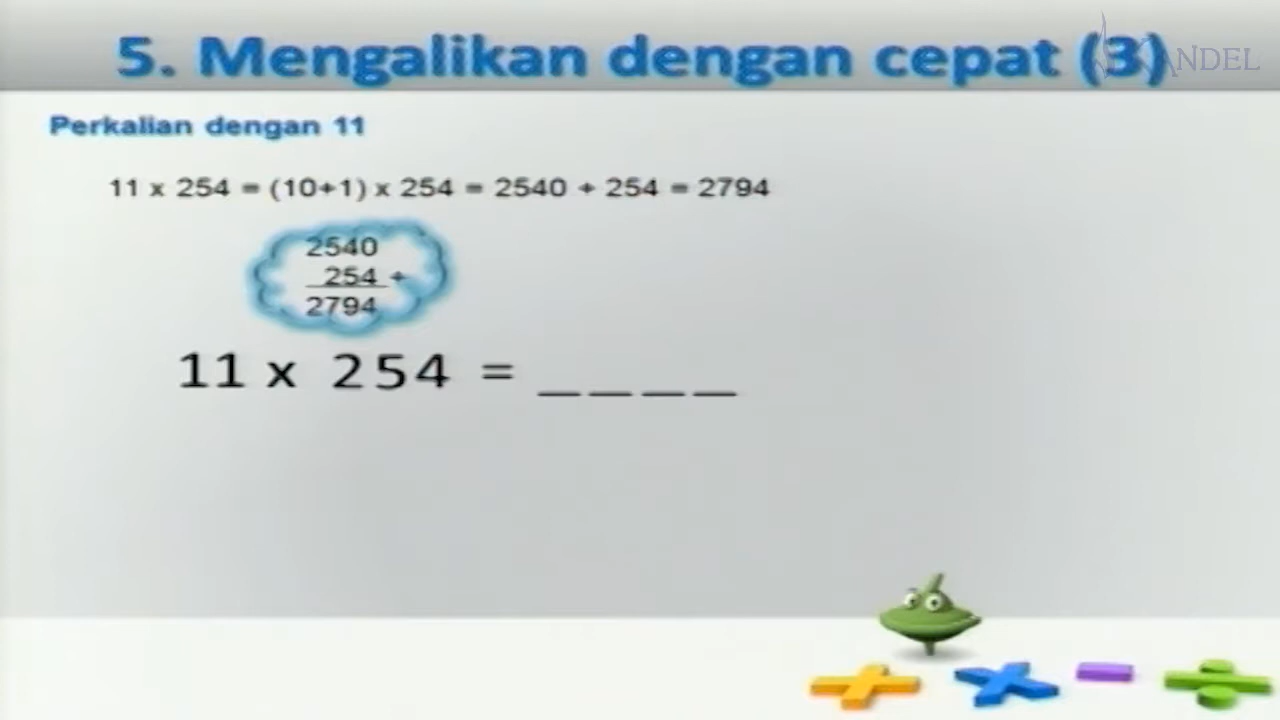 5. Mengalikan dengan cepat (3)
ANDEL
Perkalian dengan 11
11 x 254 = (10+1) x 254 = 2540 + 254 = 2794
2540
254 +
2794
11 x 254 = _ _ _ _